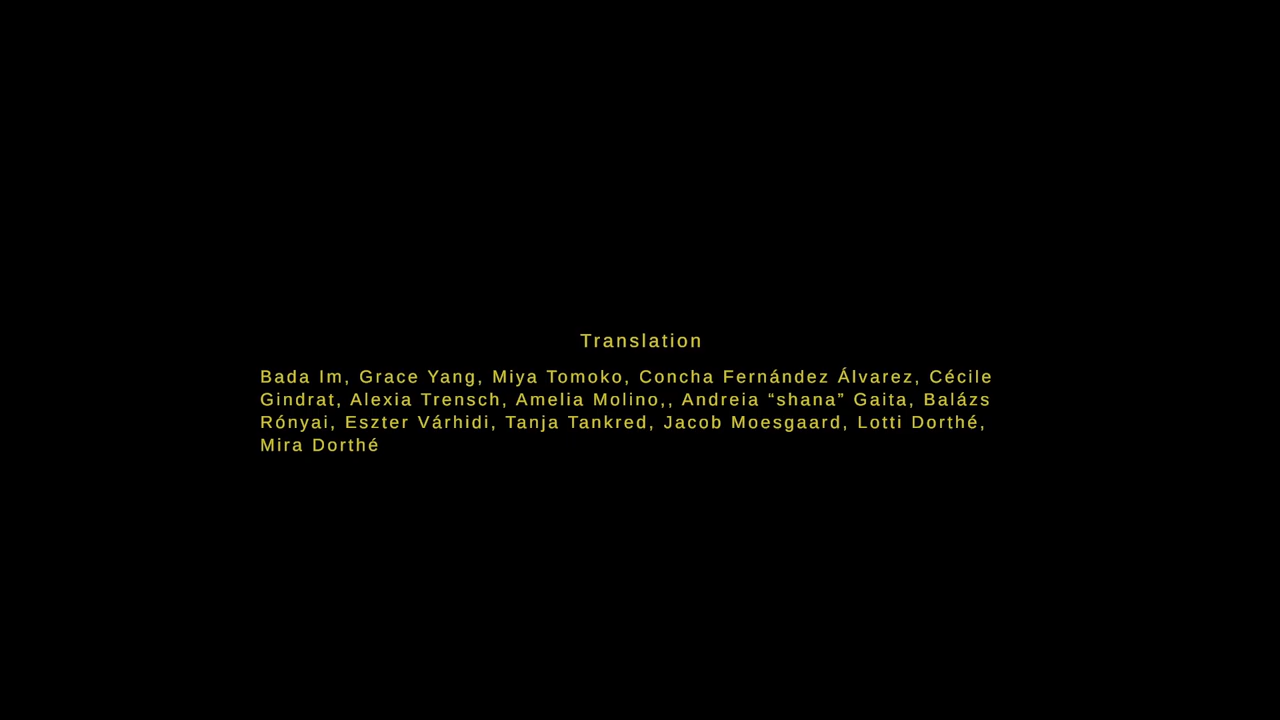 Translation
Bada Im, Grace Yang, Miya Tomoko, Concha Fernández Álvarez, Cécile
Gindrat, Alexia Trensch, Amelia Molino,, Andreia “shana” Gaita, Balázs
Rónyai, Eszter Várhidi, Tanja Tankred, Jacob Moesgaard, Lotti Dorthé,
Mira Dorthé